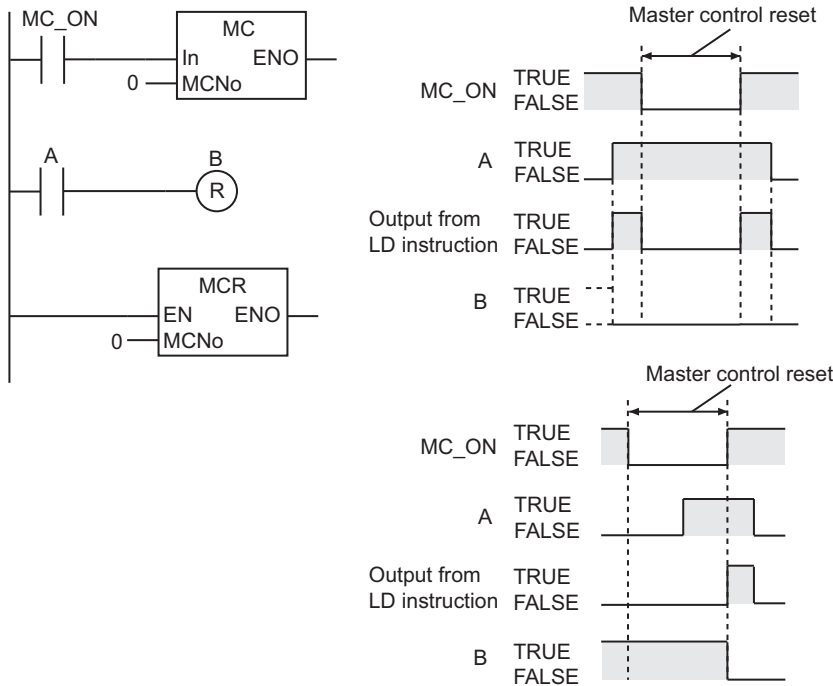 MC_ON
MC
In ENO
0 MCNo
A B
R
MCR
EN ENO
0 MCNo
Master control reset
MC_ON TRUE
FALSE
A TRUE
FALSE
Output from TRUE
LD instruction FALSE
B TRUE
FALSE
Master control reset
MC_ON TRUE
FALSE
A TRUE
FALSE
Output from TRUE
LD instruction FALSE
B TRUE
FALSE